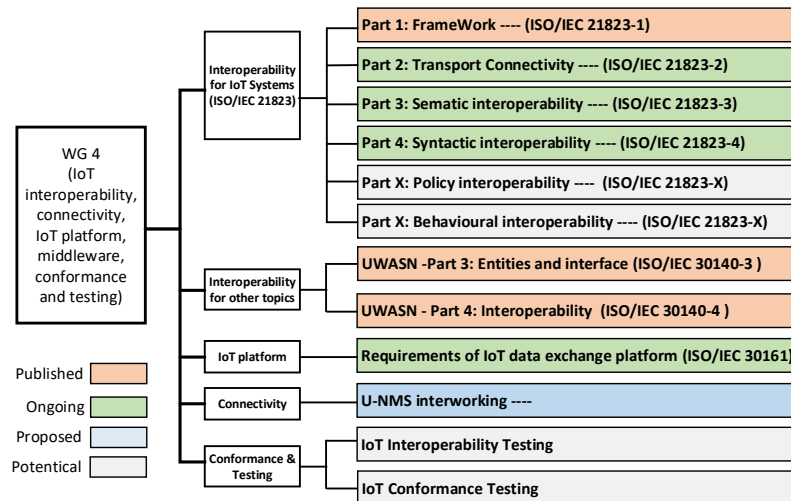 WG 4
(IoT
interoperability,
connectivity,
IoT platform,
middleware,
conformance
and testing)
Interoperability
for IoT Systems
(ISO/IEC 21823)
Part 1: FrameWork ---- (ISO/IEC 21823-1)
Part 2: Transport Connectivity ---- (ISO/IEC 21823-2)
Part 3: Sematic interoperability ---- (ISO/IEC 21823-3)
Part 4: Syntactic interoperability ---- (ISO/IEC 21823-4)
Part X: Policy interoperability ---- (ISO/IEC 21823-X)
Part X: Behavioural interoperability ---- (ISO/IEC 21823-X)
Interoperability
for other topics
UWASN -Part 3: Entities and interface (ISO/IEC 30140-3 )
UWASN - Part 4: Interoperability (ISO/IEC 30140-4 )
IoT platform
Requirements of IoT data exchange platform (ISO/IEC 30161)
Connectivity
U-NMS interworking ----
Conformance &
Testing
IoT Interoperability Testing
IoT Conformance Testing
Published
Ongoing
Proposed
Potentical